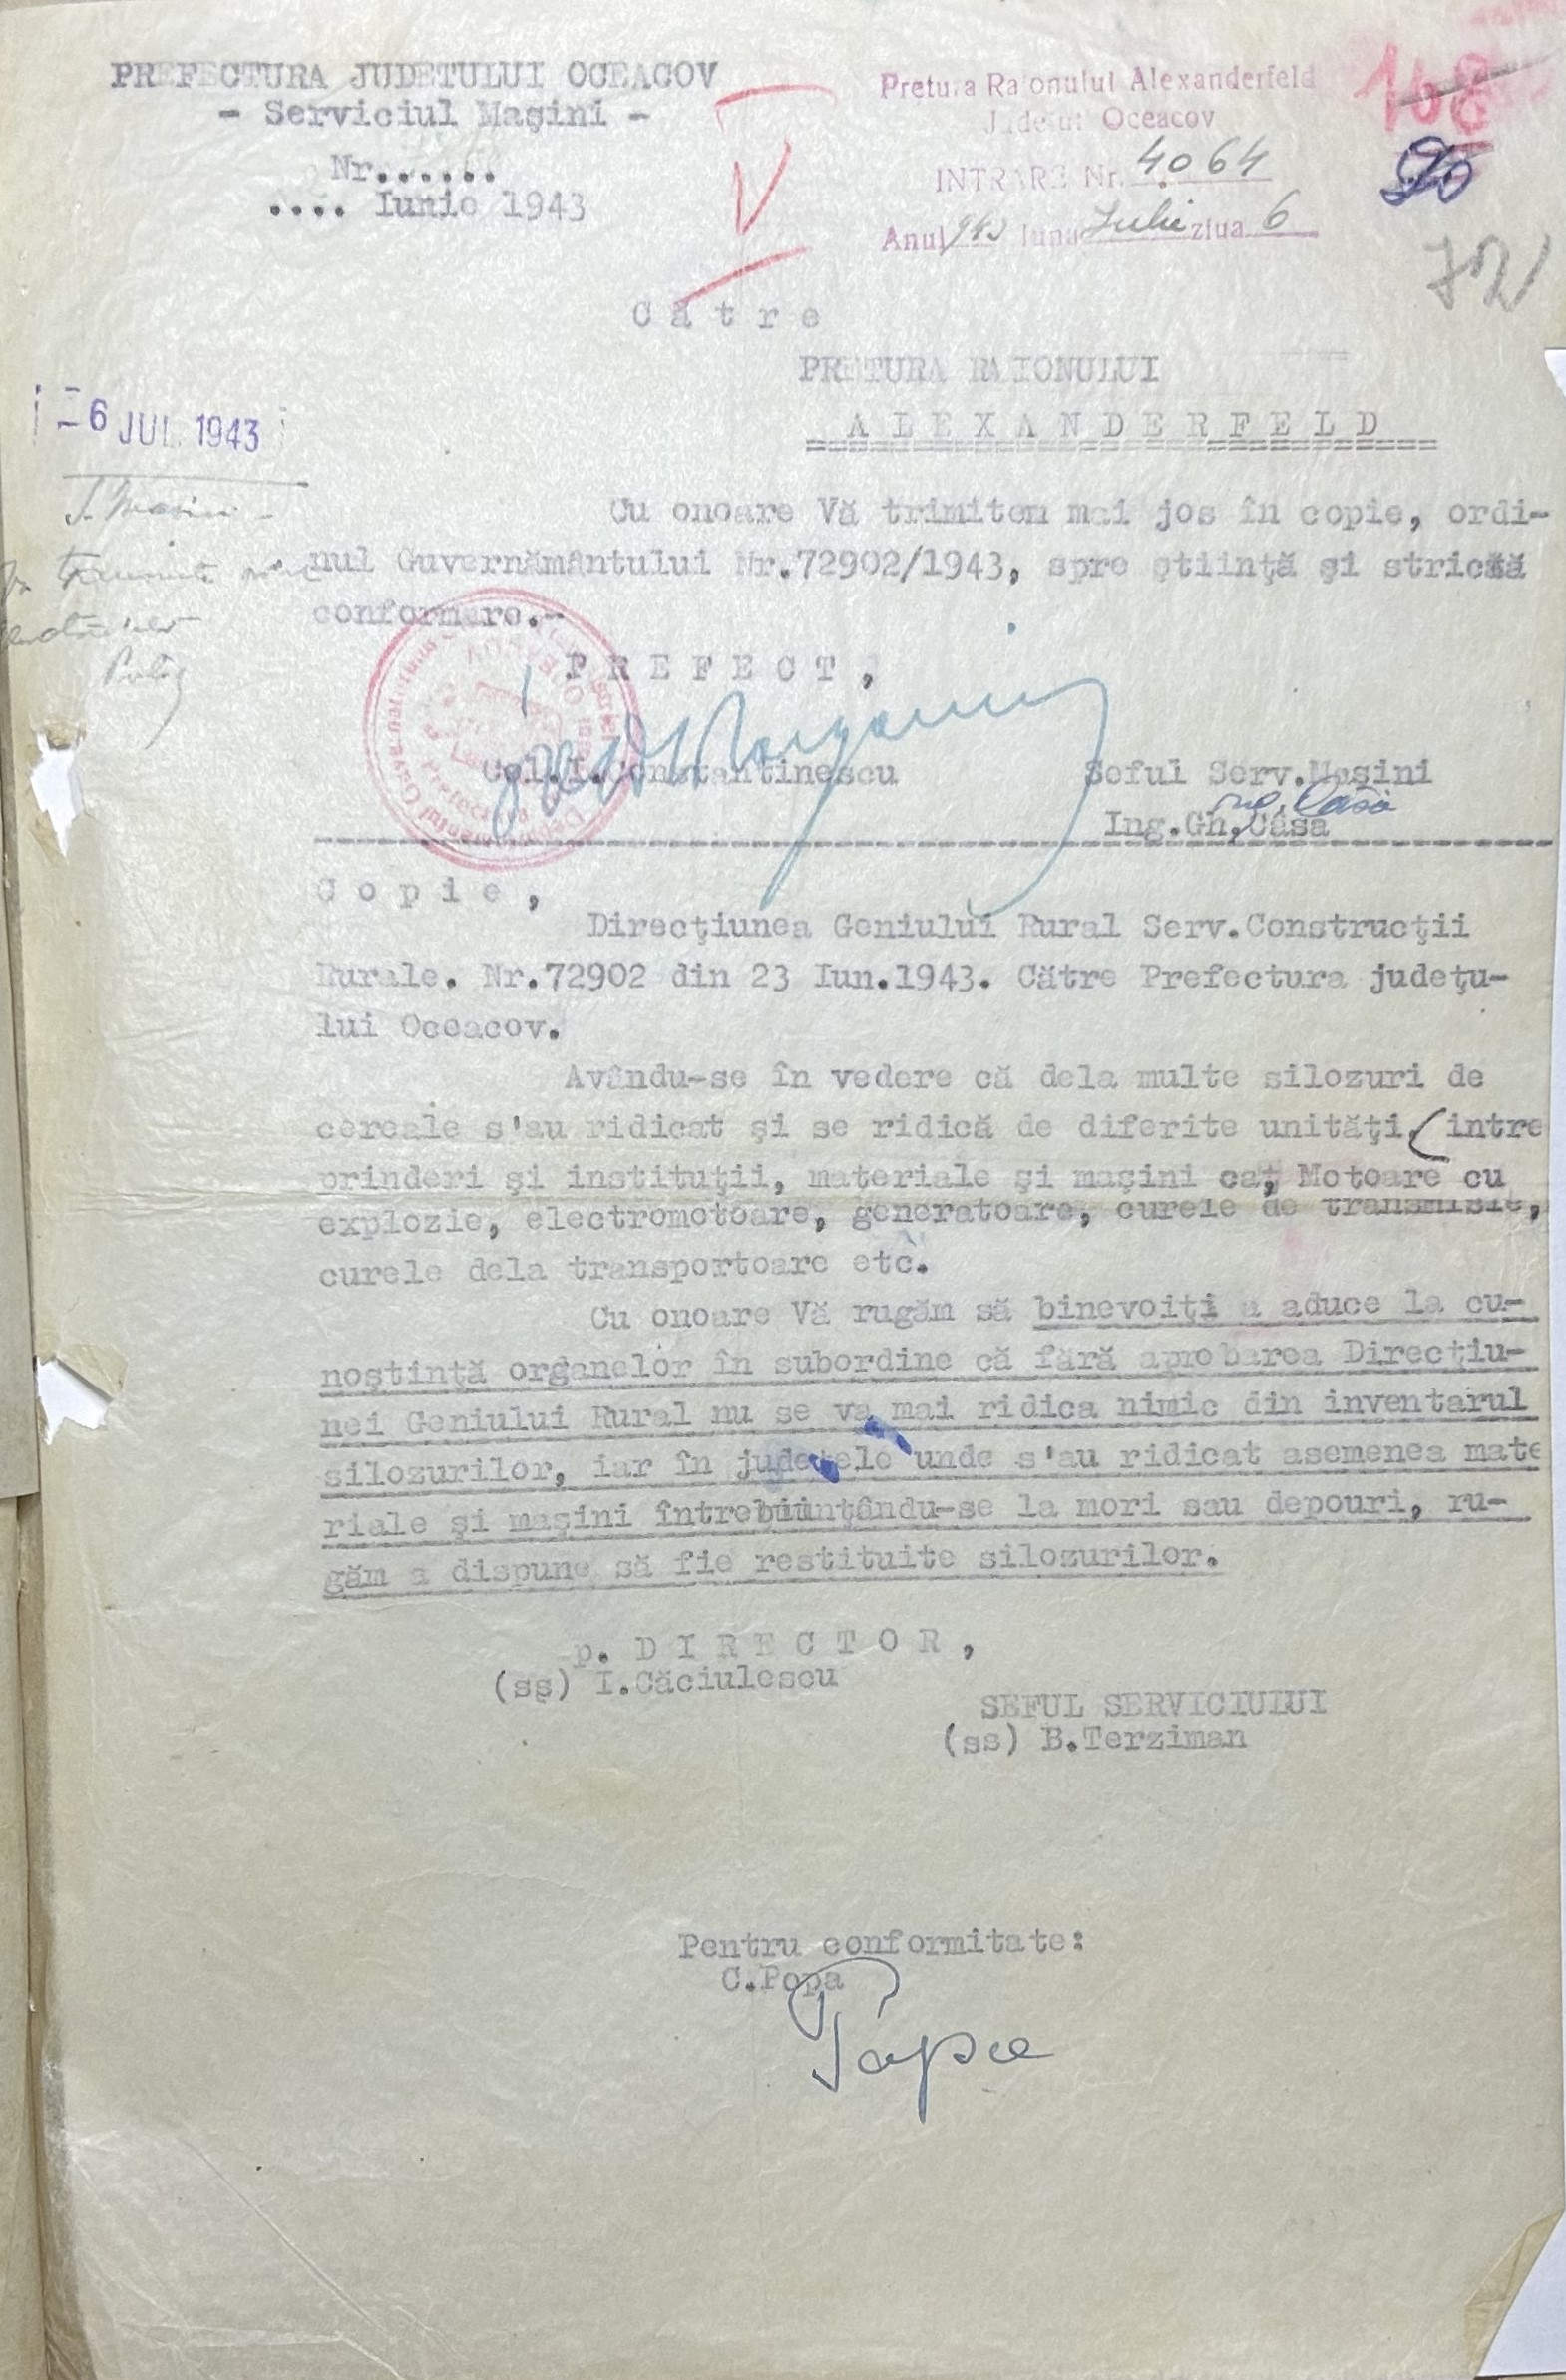 PREFECTURA JUDETULUI OCEACOV
- Serviciul Maşini -
Nr......
.... Iunie 1943
V
Pretura Raionului Alexanderfeld
Judetul Oceacov
INTRARE Nr. 4064
Anul 943 luna Iulie ziua 6
108
20
72
Către
PRETURA RAIONULUI
ALEXANDERFELD
-6 JUL 1943
S. Masini -
Cu onoare Vă trimitem mai jos în copie, ordi-
nul Guvernământului Nr.72902/1943, spre ştiinţă şi strictă
conformare.-
PREFECT,
Col. I. Constantinescu
Seful Serv.Maşini
ing. Casa
Ing.Gh.Casa
Copie,
Direcţiunea Geniului Rural Serv.Construcţii
Rurale. Nr.72902 din 23 Iun.1943. Către Prefectura judeţu-
lui Oceacov.
Avându-se în vedere că dela multe silozuri de
cereale s'au ridicat şi se ridică de diferite unităţi, (intre
prinderi şi instituţii, materiale şi maşini ca; Motoare cu
explozie, electromotoare, generatoare, curele de transmisie,
curele dela transportoare etc.
Cu onoare Vă rugăm să binevoiţi a aduce la cu-
noştinţă organelor în subordine că fără aprobarea Direcţiu-
nei Geniului Rural nu se va mai ridica nimic din inventarul
silozurilor, iar în judeţele unde s'au ridicat asemenea mate
riale şi maşini întrebuinţându-se la mori sau depouri, ru-
găm a dispune să fie restituite silozurilor.
p. DIRECTOR,
(ss) I.Căciulescu
SEFUL SERVICIULUI
(ss) B.Terziman
Pentru conformitate:
C.Popa
Popa